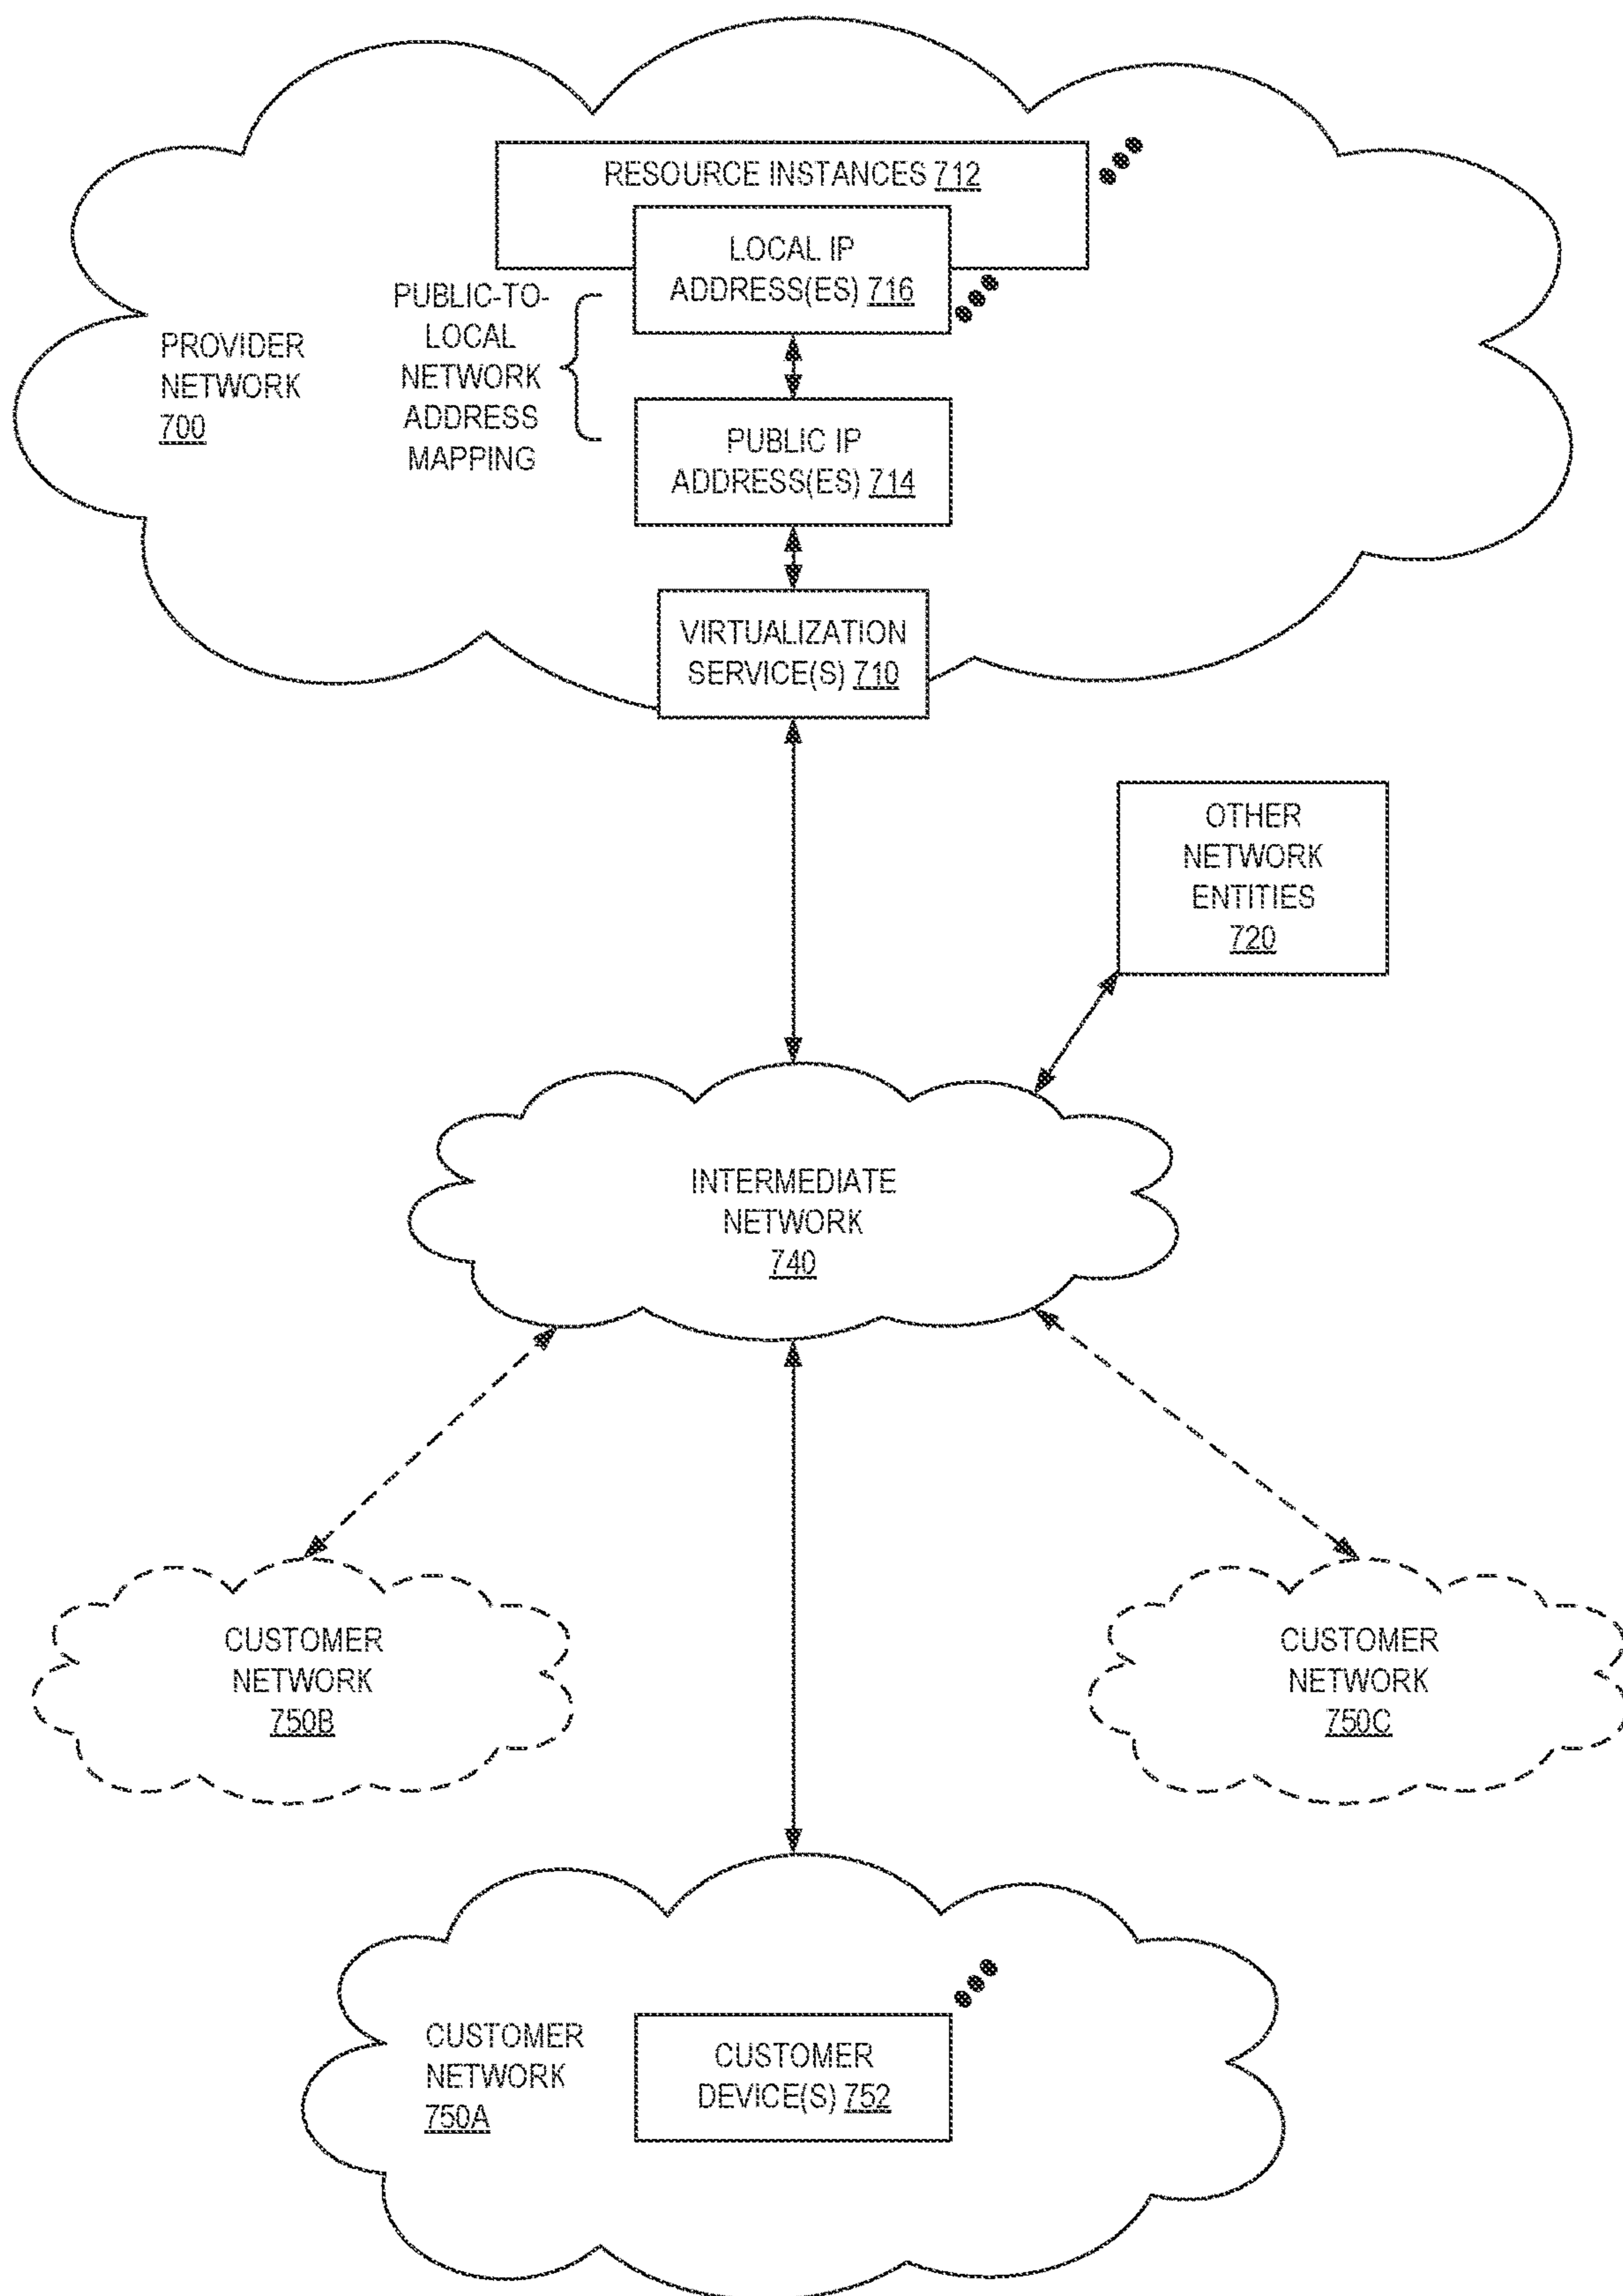 RESOURCE INSTANCES 712
LOCAL IP
ADDRESS(ES) 716
PUBLIC-TO-
LOCAL
NETWORK
ADDRESS
MAPPING
PROVIDER
NETWORK
700
PUBLIC IP
ADDRESS(ES) 714
VIRTUALIZATION
SERVICE(S) 710
OTHER
NETWORK
ENTITIES
720
INTERMEDIATE
NETWORK
740
CUSTOMER
NETWORK
750B
CUSTOMER
NETWORK
750C
CUSTOMER
NETWORK
750A
CUSTOMER
DEVICE(S) 752